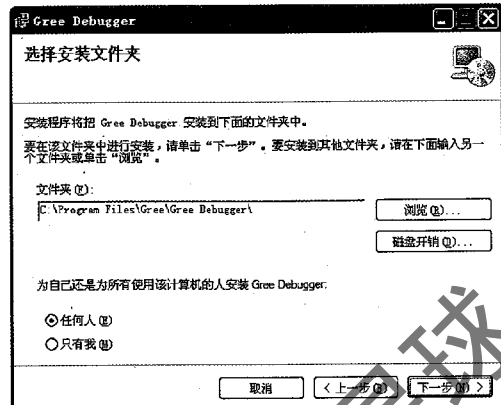 Gree Debugger
选择安装文件夹
安装程序将把 Gree Debugger 安装到下面的文件夹中。
要在该文件夹中进行安装，请单击“下一步”。要安装到其他文件夹，请在下面输入另一
个文件夹或单击“浏览”。
文件夹(F):
C:\Program Files\Gree\Gree Debugger\
浏览(R)...
磁盘开销(D)...
为自己还是为所有使用该计算机的人安装 Gree Debugger:
任何人(E)
只有我(M)
取消
< 上一步(B)
下一步(N) >
球